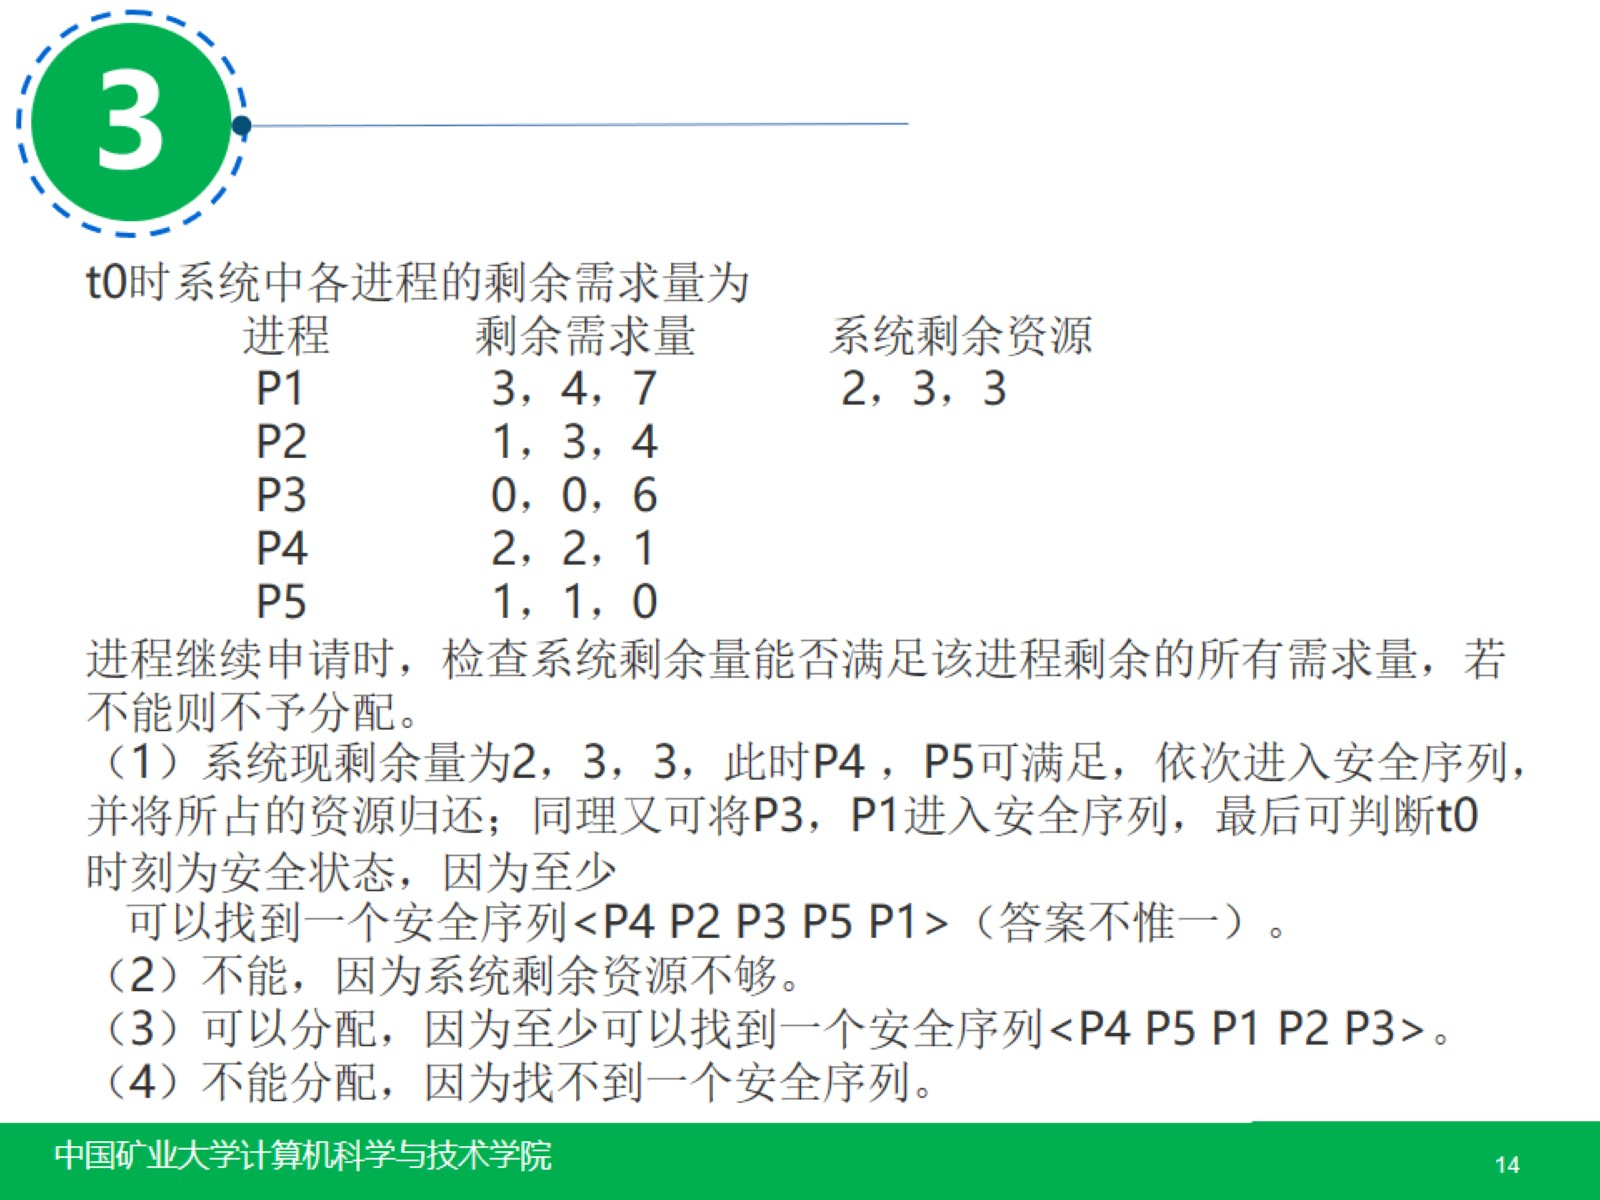 3
t0时系统中各进程的剩余需求量为
进程 剩余需求量 系统剩余资源
P1 3，4，7 2，3，3
P2 1，3，4
P3 0，0，6
P4 2，2，1
P5 1，1，0
进程继续申请时，检查系统剩余量能否满足该进程剩余的所有需求量，若
不能则不予分配。
（1）系统现剩余量为2，3，3，此时P4 ，P5可满足，依次进入安全序列，
并将所占的资源归还；同理又可将P3，P1进入安全序列，最后可判断t0
时刻为安全状态，因为至少
可以找到一个安全序列<P4 P2 P3 P5 P1>（答案不惟一）。
（2）不能，因为系统剩余资源不够。
（3）可以分配，因为至少可以找到一个安全序列<P4 P5 P1 P2 P3>。
（4）不能分配，因为找不到一个安全序列。
中国矿业大学计算机科学与技术学院
14